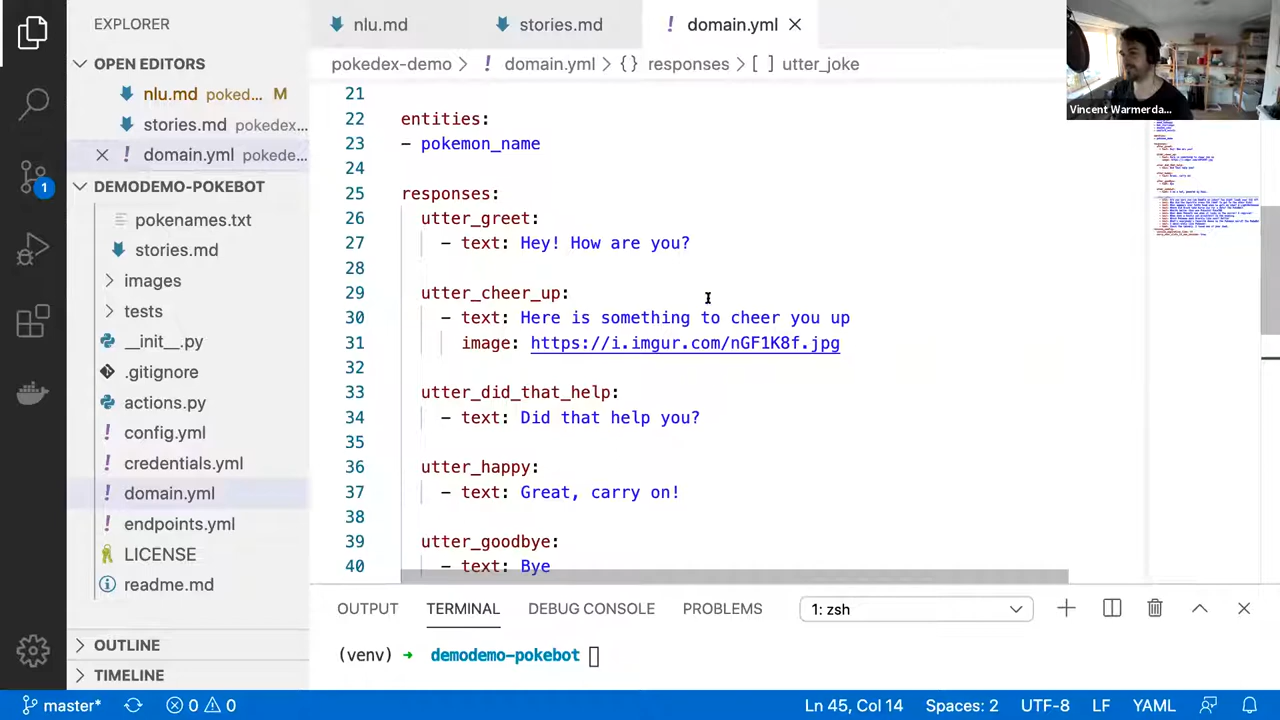 EXPLORER
OPEN EDITORS
nlu.md poked... M
stories.md pokedex...
domain.yml pokede...
DEMODEMO-POKEBOT
pokenames.txt
stories.md
images
tests
__init__.py
.gitignore
actions.py
config.yml
credentials.yml
domain.yml
endpoints.yml
LICENSE
readme.md
OUTLINE
TIMELINE
1
nlu.md
stories.md
domain.yml
pokedex-demo > ! domain.yml > {} responses > [ ] utter_joke
21
22 entities:
23 - pokemon_name
24
25 responses:
26 utter_greet:
27 - text: Hey! How are you?
28
29 utter_cheer_up:
30 - text: Here is something to cheer you up
31 image: https://i.imgur.com/nGF1K8f.jpg
32
33 utter_did_that_help:
34 - text: Did that help you?
35
36 utter_happy:
37 - text: Great, carry on!
38
39 utter_goodbye:
40 - text: Bye
Vincent Warmerda...
OUTPUT TERMINAL DEBUG CONSOLE PROBLEMS 1: zsh
(venv) → demodemo-pokebot
master* 0 0 Ln 45, Col 14 Spaces: 2 UTF-8 LF YAML